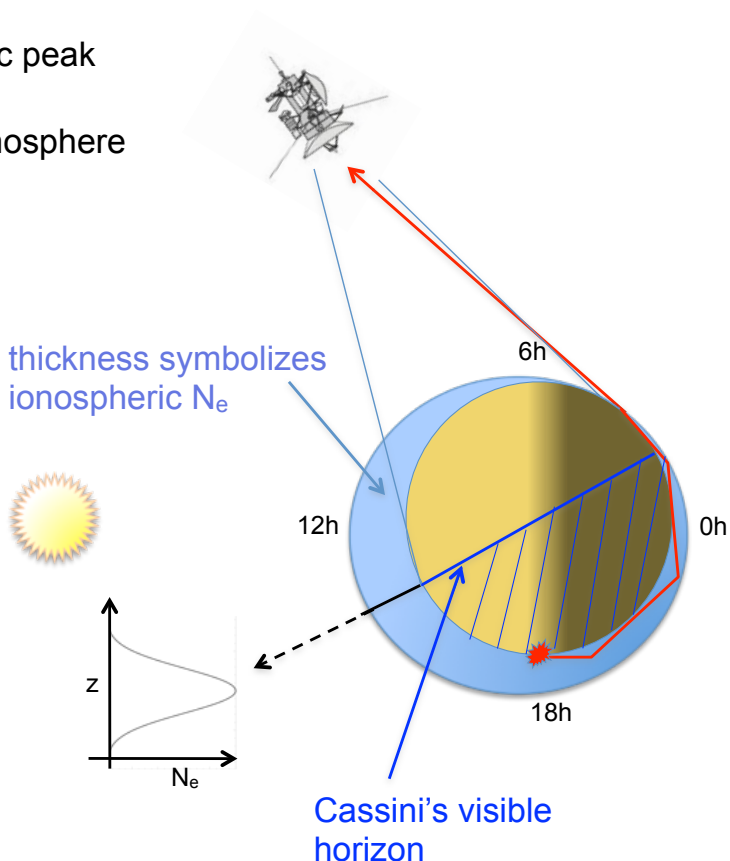 c peak
nosphere
6h
thickness symbolizes
ionospheric Ne
12h
0h
z
18h
Ne
Cassini's visible
horizon